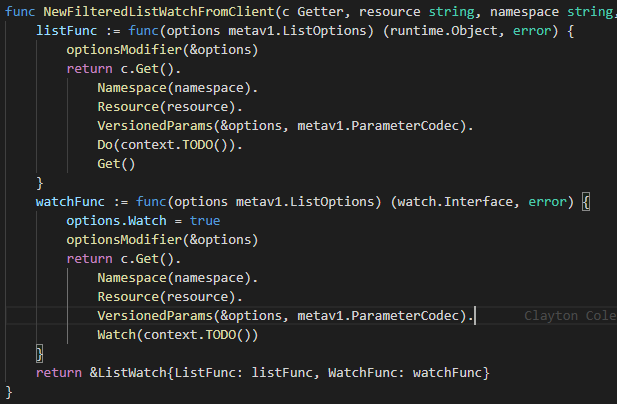 func NewFilteredListWatchFromClient(c Getter, resource string, namespace string,
    listFunc := func(options metav1.ListOptions) (runtime.Object, error) {
        optionsModifier(&options)
        return c.Get().
            Namespace(namespace).
            Resource(resource).
            VersionedParams(&options, metav1.ParameterCodec).
            Do(context.TODO()).
            Get()
    }
    watchFunc := func(options metav1.ListOptions) (watch.Interface, error) {
        options.Watch = true
        optionsModifier(&options)
        return c.Get().
            Namespace(namespace).
            Resource(resource).
            VersionedParams(&options, metav1.ParameterCodec). Clayton Cole
            Watch(context.TODO())
    }
    return &ListWatch{ListFunc: listFunc, WatchFunc: watchFunc}
}